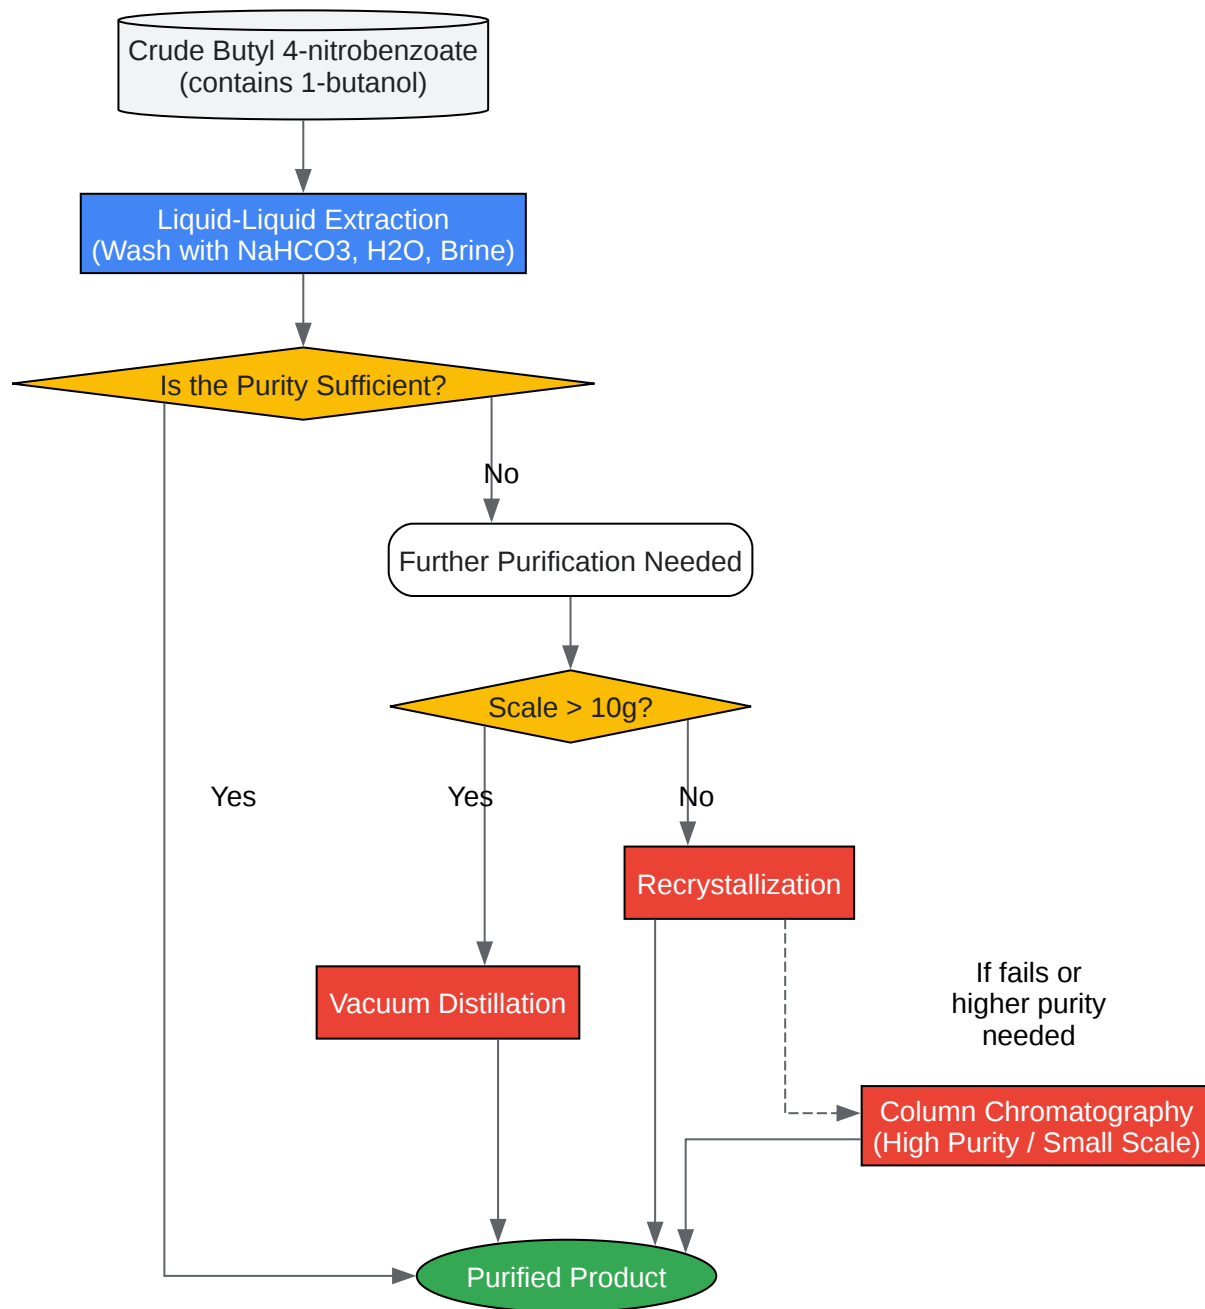 Crude Butyl 4-nitrobenzoate
(contains 1-butanol)
Liquid-Liquid Extraction
(Wash with NaHCO3, H2O, Brine)
Is the Purity Sufficient?
No
Further Purification Needed
Scale > 10g?
Yes
Yes
No
Recrystallization
If fails or
higher purity
needed
Vacuum Distillation
Column Chromatography
(High Purity / Small Scale)
Purified Product